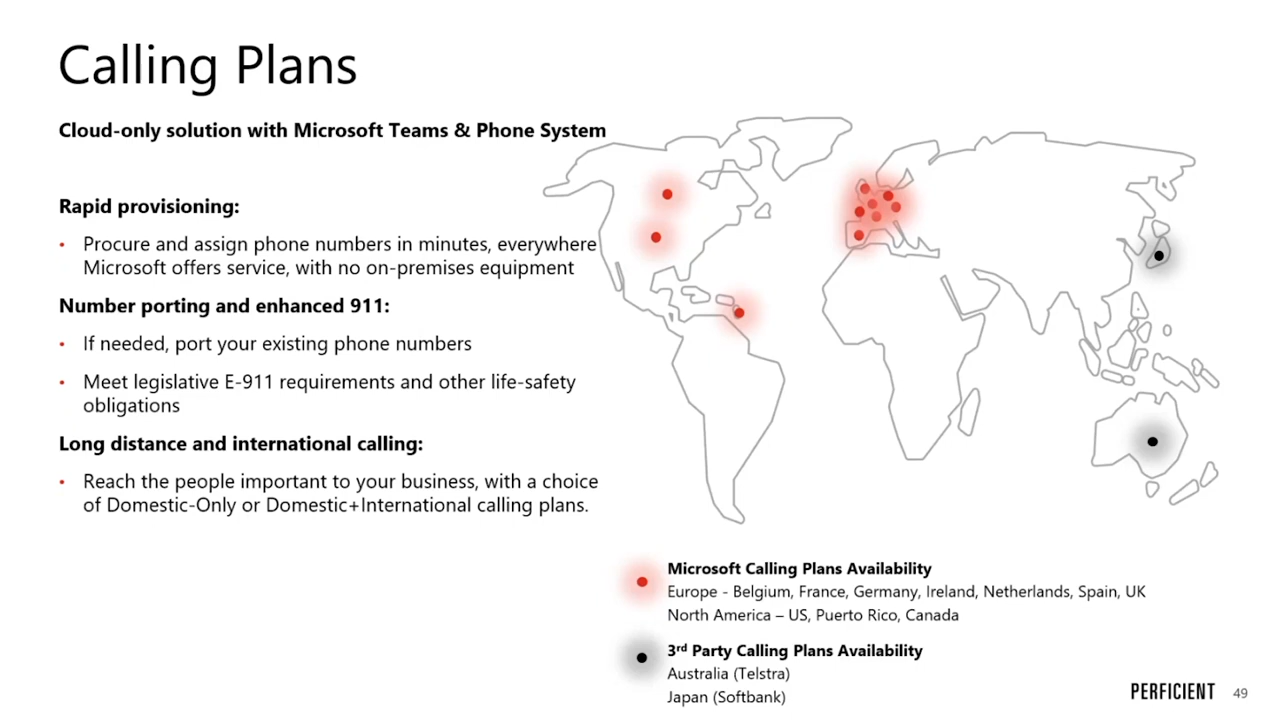 Calling Plans
Cloud-only solution with Microsoft Teams & Phone System
Rapid provisioning:
• Procure and assign phone numbers in minutes, everywhere
Microsoft offers service, with no on-premises equipment
Number porting and enhanced 911:
• If needed, port your existing phone numbers
• Meet legislative E-911 requirements and other life-safety
obligations
Long distance and international calling:
• Reach the people important to your business, with a choice
of Domestic-Only or Domestic+International calling plans.
Microsoft Calling Plans Availability
Europe - Belgium, France, Germany, Ireland, Netherlands, Spain, UK
North America – US, Puerto Rico, Canada
3rd Party Calling Plans Availability
Australia (Telstra)
Japan (Softbank)
PERFICIENT 49